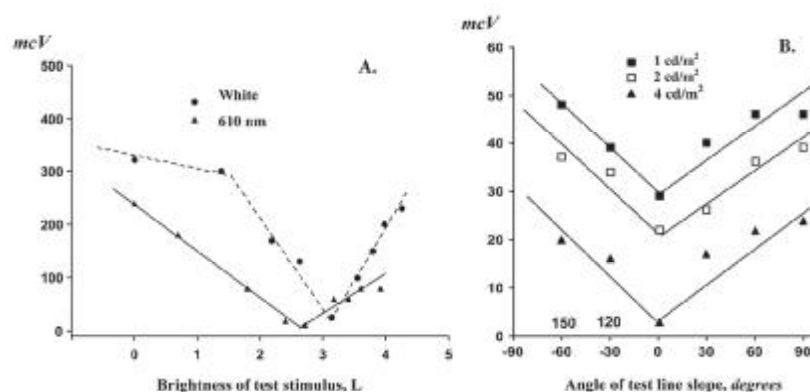 mcV
A.
500
400
300
200
100
0
White
610 nm
0 1 2 3 4 5
Brightness of test stimulus, L
mcV
B.
60
50
40
30
20
10
0
1 cd/m²
2 cd/m²
4 cd/m²
150 120
-90 -60 -30 0 30 60 90
Angle of test line slope, degrees